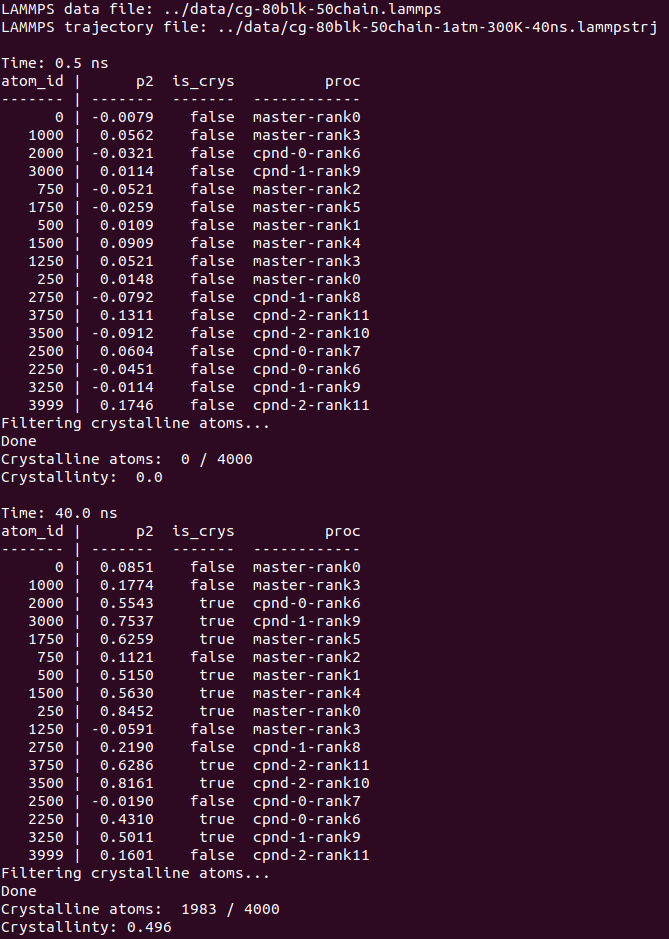 LAMMPS data file: ../data/cg-80blk-50chain.lammps
LAMMPS trajectory file: ../data/cg-80blk-50chain-1atm-300K-40ns.lammpstrj
Time: 0.5 ns
atom_id |      p2  is_crys          proc
------- | -------  -------  ------------
      0 | -0.0079    false  master-rank0
   1000 |  0.0562    false  master-rank3
   2000 | -0.0321    false  cpnd-0-rank6
   3000 |  0.0114    false  cpnd-1-rank9
    750 | -0.0521    false  master-rank2
   1750 | -0.0259    false  master-rank5
    500 |  0.0109    false  master-rank1
   1500 |  0.0909    false  master-rank4
   1250 |  0.0521    false  master-rank3
    250 |  0.0148    false  master-rank0
   2750 | -0.0792    false  cpnd-1-rank8
   3750 |  0.1311    false  cpnd-2-rank11
   3500 | -0.0912    false  cpnd-2-rank10
   2500 |  0.0604    false  cpnd-0-rank7
   2250 | -0.0451    false  cpnd-0-rank6
   3250 | -0.0114    false  cpnd-1-rank9
   3999 |  0.1746    false  cpnd-2-rank11
Filtering crystalline atoms...
Done
Crystalline atoms:  0 / 4000
Crystallinty:  0.0
Time: 40.0 ns
atom_id |      p2  is_crys          proc
------- | -------  -------  ------------
      0 |  0.0851    false  master-rank0
   1000 |  0.1774    false  master-rank3
   2000 |  0.5543     true  cpnd-0-rank6
   3000 |  0.7537     true  cpnd-1-rank9
   1750 |  0.6259     true  master-rank5
    750 |  0.1121    false  master-rank2
    500 |  0.5150     true  master-rank1
   1500 |  0.5630     true  master-rank4
    250 |  0.8452     true  master-rank0
   1250 | -0.0591    false  master-rank3
   2750 |  0.2190    false  cpnd-1-rank8
   3750 |  0.6286     true  cpnd-2-rank11
   3500 |  0.8161     true  cpnd-2-rank10
   2500 | -0.0190    false  cpnd-0-rank7
   2250 |  0.4310     true  cpnd-0-rank6
   3250 |  0.5011     true  cpnd-1-rank9
   3999 |  0.1601    false  cpnd-2-rank11
Filtering crystalline atoms...
Done
Crystalline atoms:  1983 / 4000
Crystallinty: 0.496